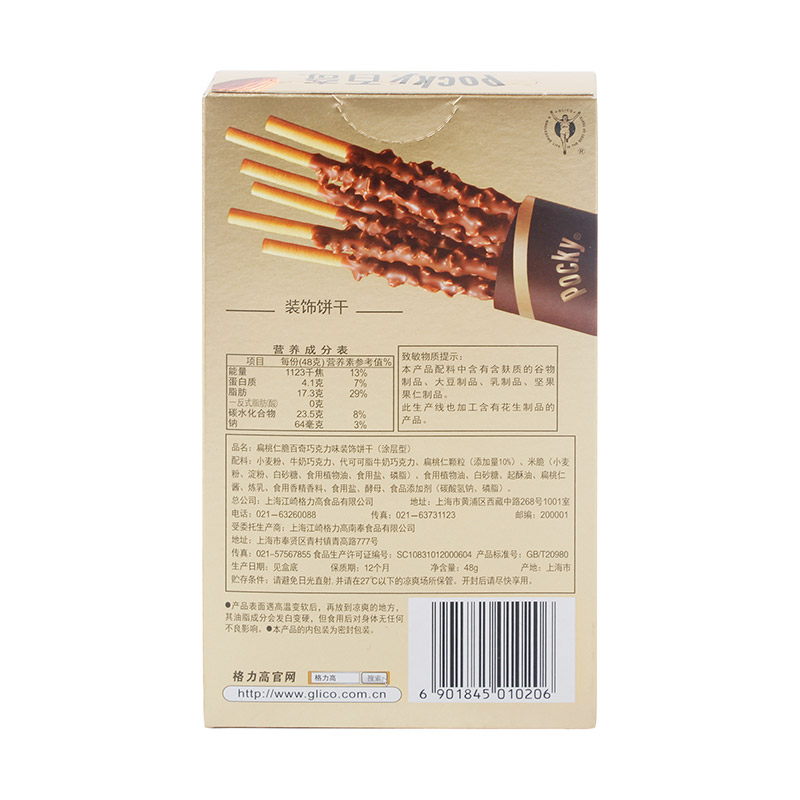 Pocky百奇
GLICO
®
pocky®
装饰饼干
营养成分表
项目 每份(48克) 营养素参考值%
能量 1123千焦 13%
蛋白质 4.1克 7%
脂肪 17.3克 29%
—反式脂肪(酸) 0克
碳水化合物 23.5克 8%
钠 64毫克 3%
致敏物质提示：
本产品配料中含有含麸质的谷物
制品、大豆制品、乳制品、坚果
果仁制品。
此生产线也加工含有花生制品的
产品。
品名：扁桃仁脆百奇巧克力味装饰饼干（涂层型）
配料：小麦粉、牛奶巧克力、代可可脂牛奶巧克力、扁桃仁颗粒（添加量10%）、米脆（小麦
粉、淀粉、白砂糖、食用植物油、食用盐、磷脂）、食用植物油、白砂糖、起酥油、扁桃仁
酱、炼乳、食用香精香料、食用盐、酵母、食品添加剂（碳酸氢钠、磷脂）。
总公司：上海江崎格力高食品有限公司 地址：上海市黄浦区西藏中路268号1001室
电话：021-63260088 传真：021-63731123 邮编：200001
受委托生产商：上海江崎格力高南奉食品有限公司
地址：上海市奉贤区青村镇青高路777号
传真：021-57567855 食品生产许可证编号：SC10831012000604 产品标准号：GB/T20980
生产日期：见盒底 保质期：12个月 净含量：48g 产地：上海市
贮存条件：请避免日光直射，并请在27℃以下的凉爽场所保管。开封后请尽快享用。
●产品表面遇高温变软后，再放到凉爽的地方，
其油脂成分会发白变硬，但食用后对身体无任何
不良影响。●本产品的内包装为密封包装。
格力高官网 格力高 搜索
http://www.glico.com.cn
6 901845 010206